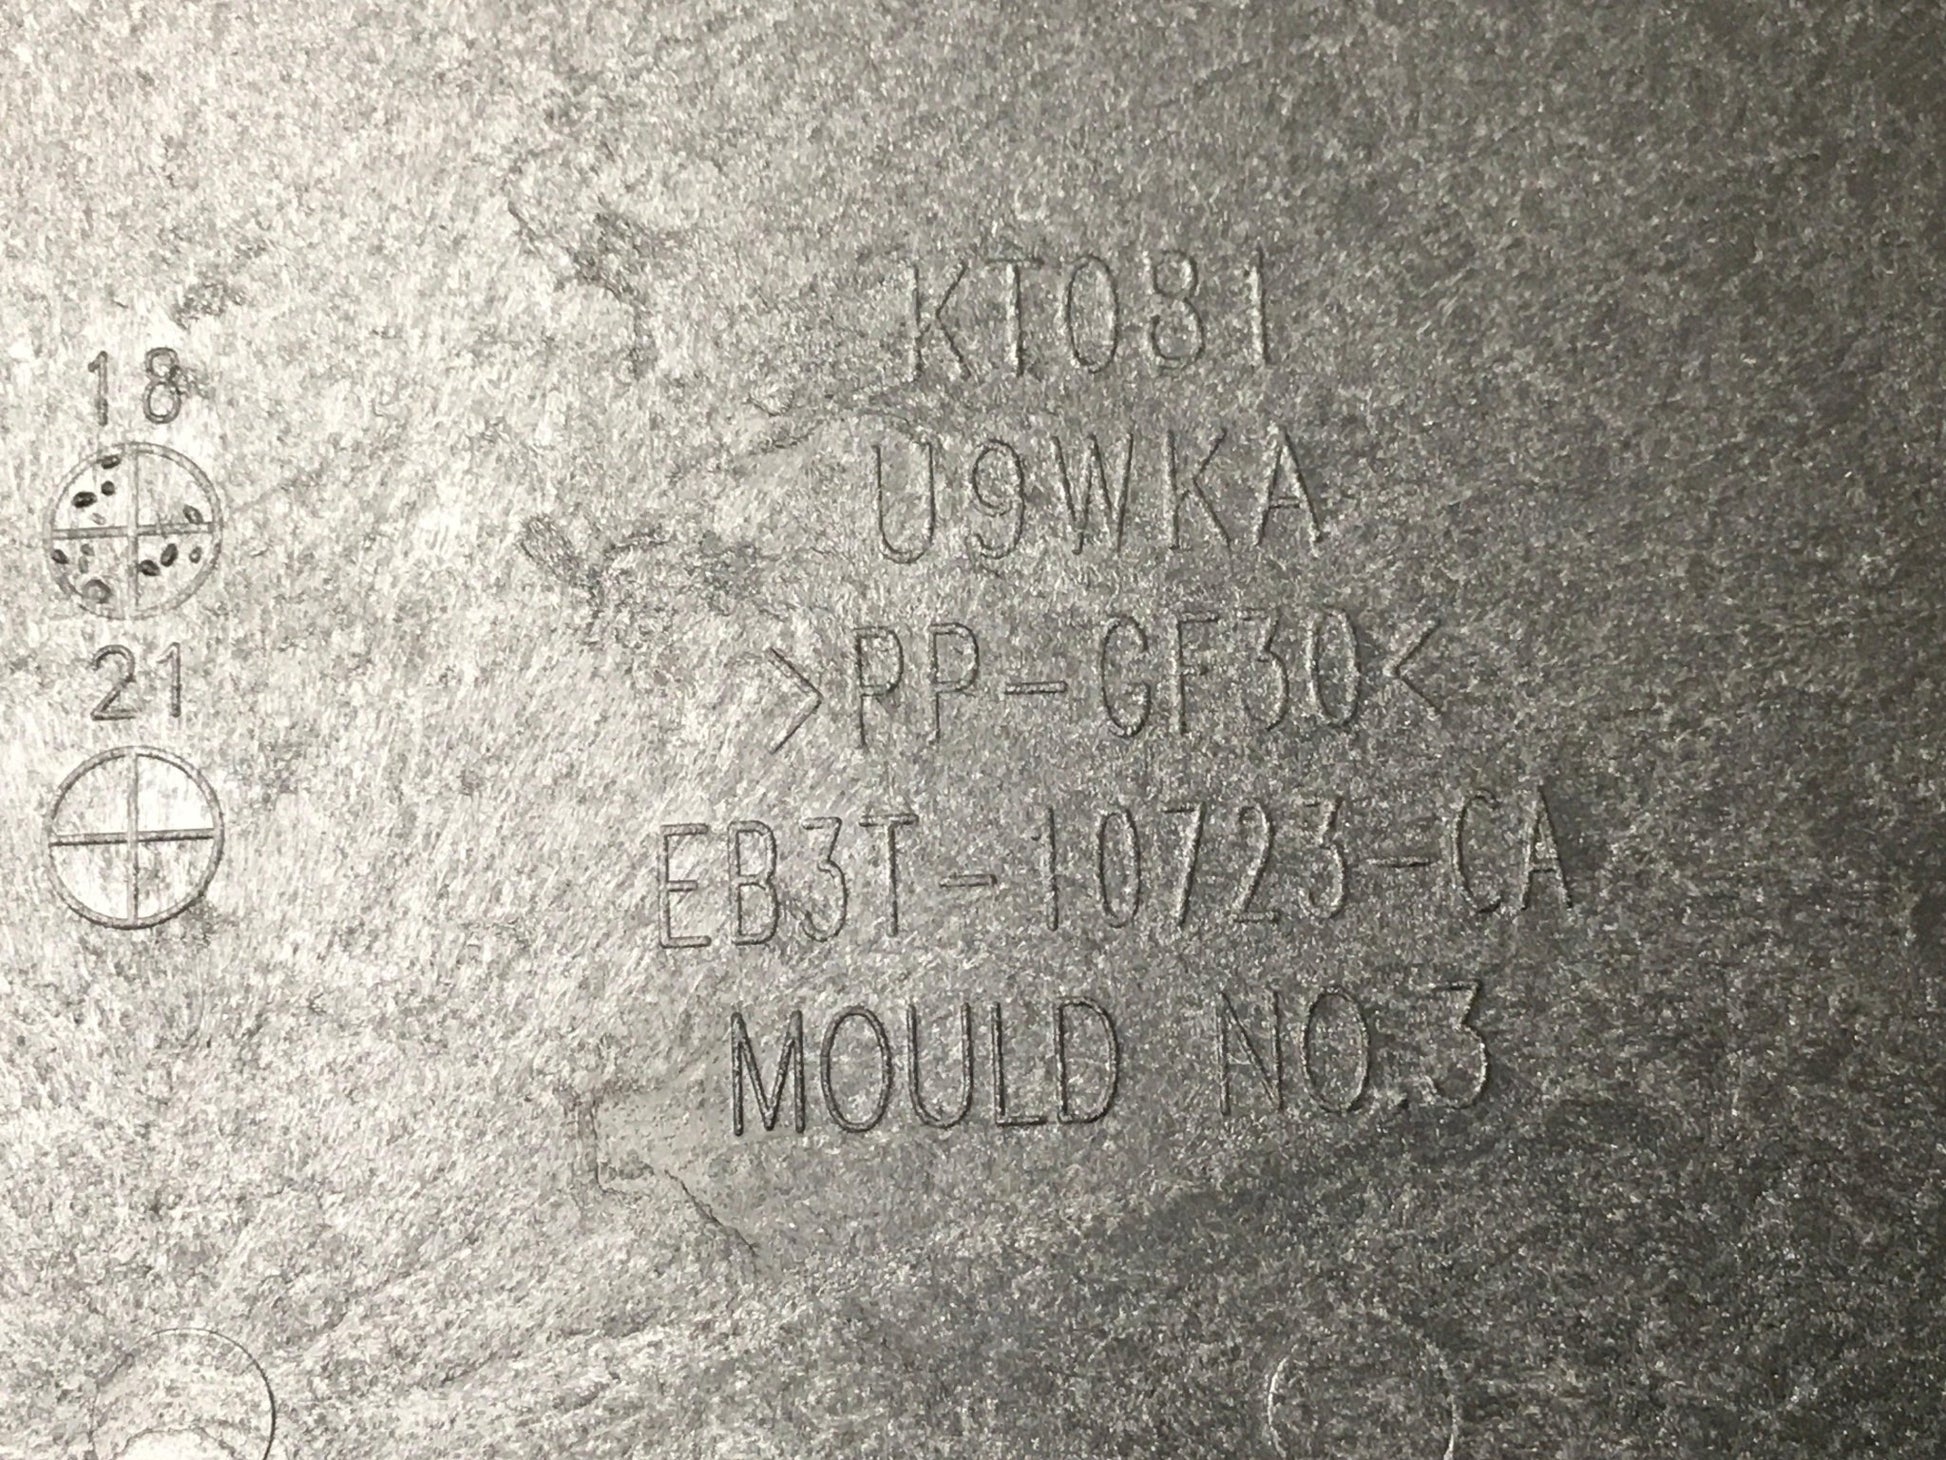 KT081
18
U9WKA
21
>PP-GF30<
EB3T-10723-CA
MOULD NO.3